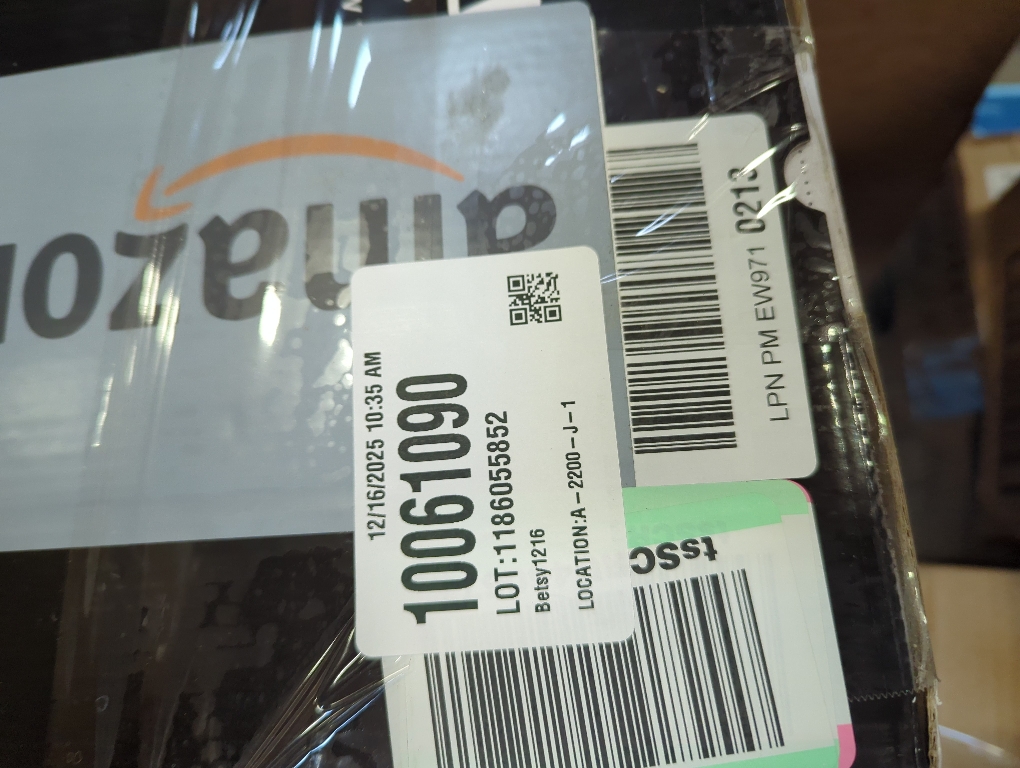 amazon
12/16/2025 10:35 AM
10061090
LOT:1186055852
Betsy1216
LOCATION:A-2200-J-1
LPN PM EW971 0213